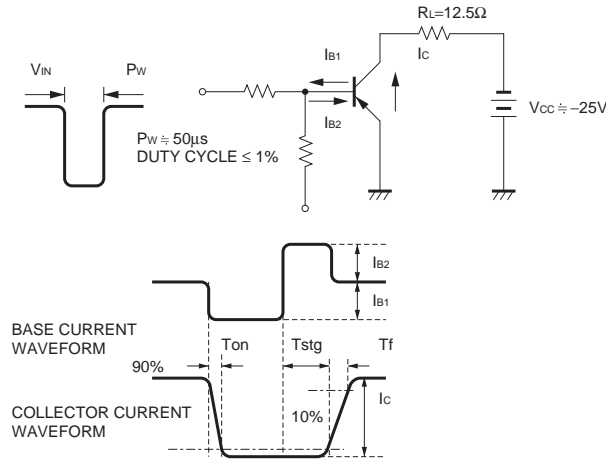 RL=12.5Ω
IB1
IC
VIN
PW
IB2
VCC ≒ −25V
PW ≒ 50μs
DUTY CYCLE ≤ 1%
IB2
IB1
BASE CURRENT
WAVEFORM
Ton
Tstg
Tf
90%
IC
10%
COLLECTOR CURRENT
WAVEFORM